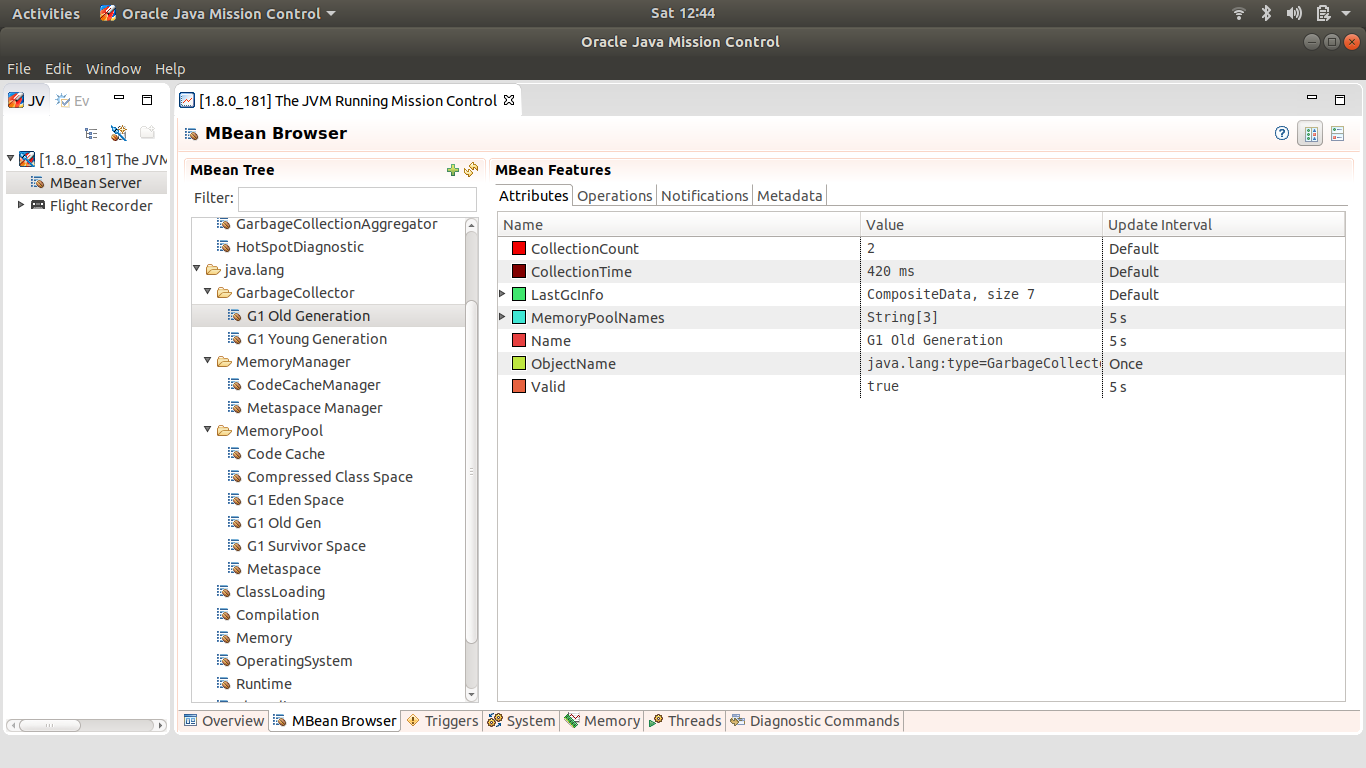 Activities Oracle Java Mission Control Sat 12:44
Oracle Java Mission Control
File Edit Window Help
JV Ev
[1.8.0_181] The JVM Running Mission Control
MBean Browser
[1.8.0_181] The JVM
MBean Server
Flight Recorder
MBean Tree
Filter:
GarbageCollectionAggregator
HotSpotDiagnostic
java.lang
GarbageCollector
G1 Old Generation
G1 Young Generation
MemoryManager
CodeCacheManager
Metaspace Manager
MemoryPool
Code Cache
Compressed Class Space
G1 Eden Space
G1 Old Gen
G1 Survivor Space
Metaspace
ClassLoading
Compilation
Memory
OperatingSystem
Runtime
MBean Features
Attributes Operations Notifications Metadata
Name Value Update Interval
CollectionCount 2 Default
CollectionTime 420 ms Default
LastGcInfo CompositeData, size 7 Default
MemoryPoolNames String[3] 5 s
Name G1 Old Generation 5 s
ObjectName java.lang:type=GarbageCollecto Once
Valid true 5 s
Overview MBean Browser Triggers System Memory Threads Diagnostic Commands